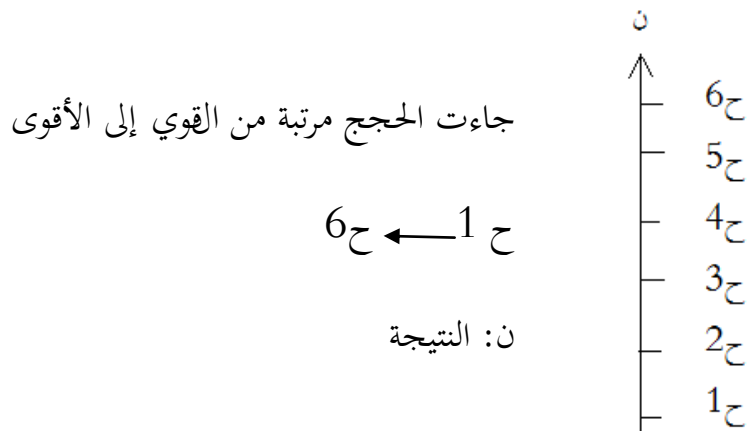 ن
ح6
جاءت الحجج مرتبة من القوي إلى الأقوى
ح5
ح4
ح 1 ← ح6
ح3
ن: النتيجة
ح2
ح1